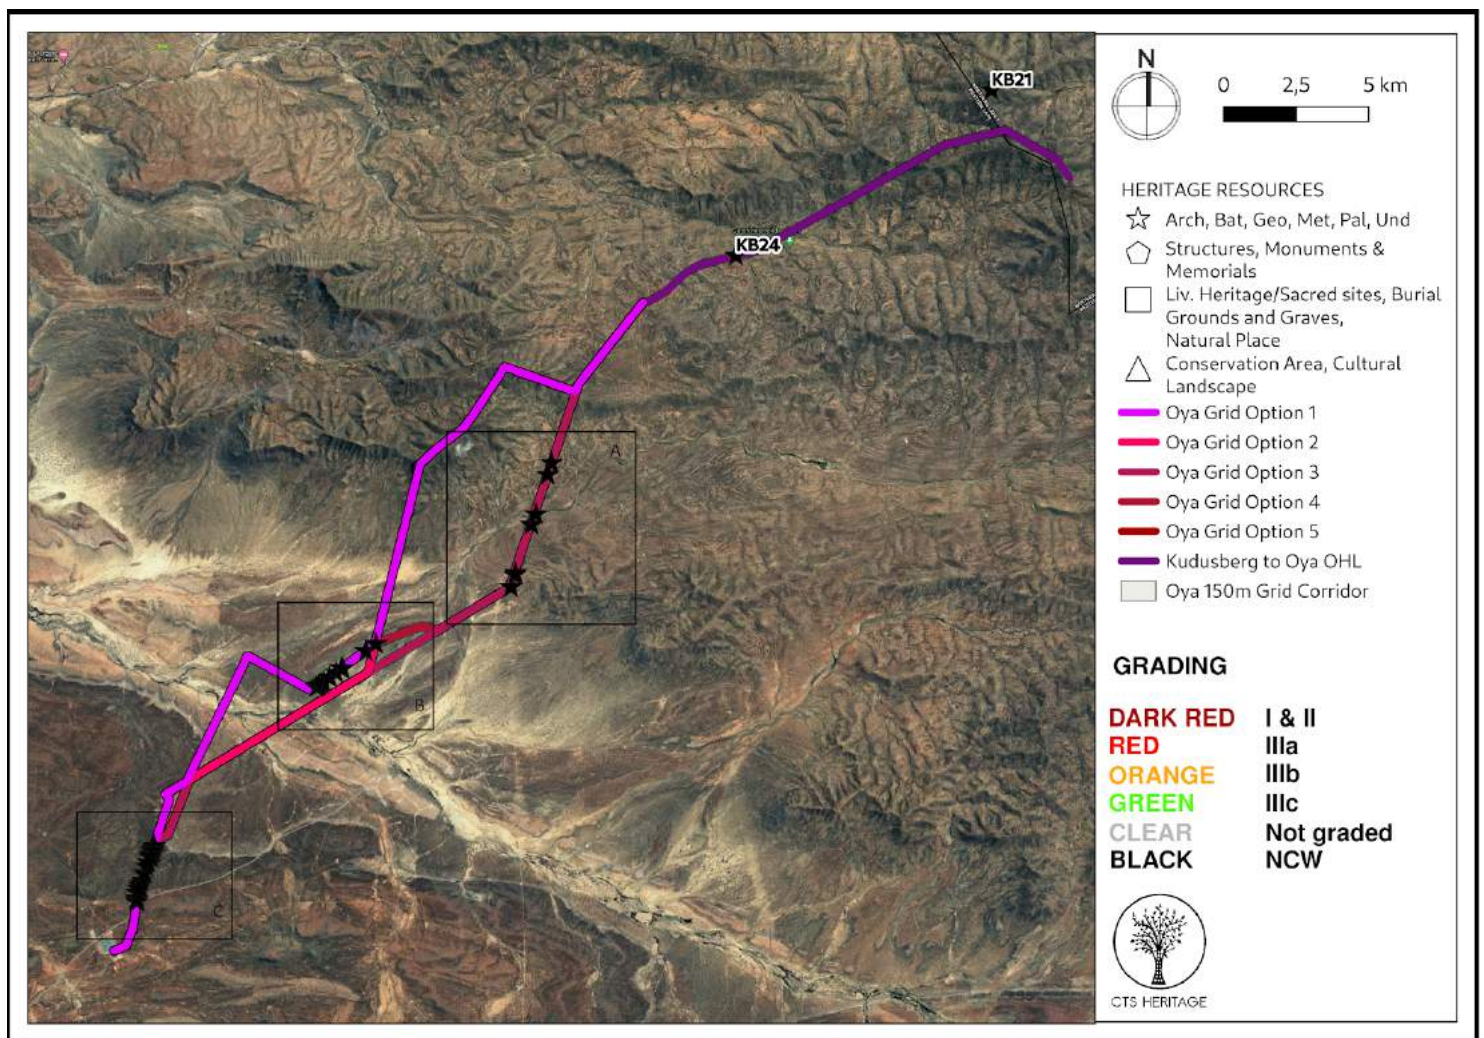 KB21
KB24
A
B
C
N
0 2,5 5 km
HERITAGE RESOURCES
Arch, Bat, Geo, Met, Pal, Und
Structures, Monuments &
Memorials
Liv. Heritage/Sacred sites, Burial
Grounds and Graves,
Natural Place
Conservation Area, Cultural
Landscape
Oya Grid Option 1
Oya Grid Option 2
Oya Grid Option 3
Oya Grid Option 4
Oya Grid Option 5
Kudusberg to Oya OHL
Oya 150m Grid Corridor
GRADING
DARK RED I & II
RED IIIa
ORANGE IIIb
GREEN IIIc
CLEAR Not graded
BLACK NCW
CTS HERITAGE